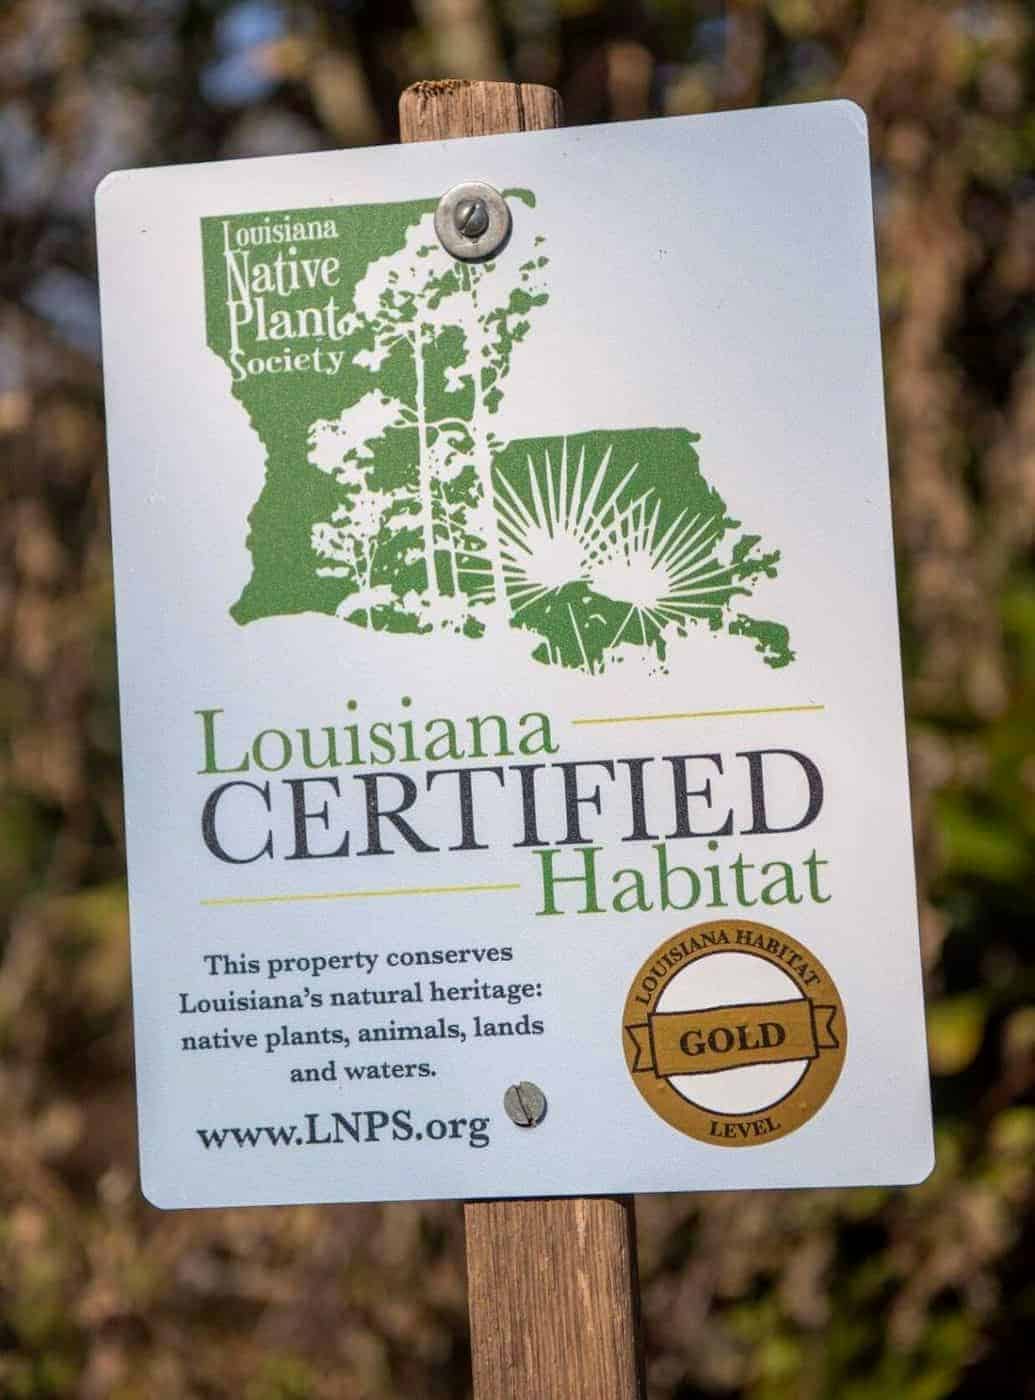 Louisiana
Native
Plant
Society
Louisiana
CERTIFIED
Habitat
This property conserves
Louisiana's natural heritage:
native plants, animals, lands
and waters.
www.LNPS.org
LOUISIANA HABITAT
GOLD
LEVEL